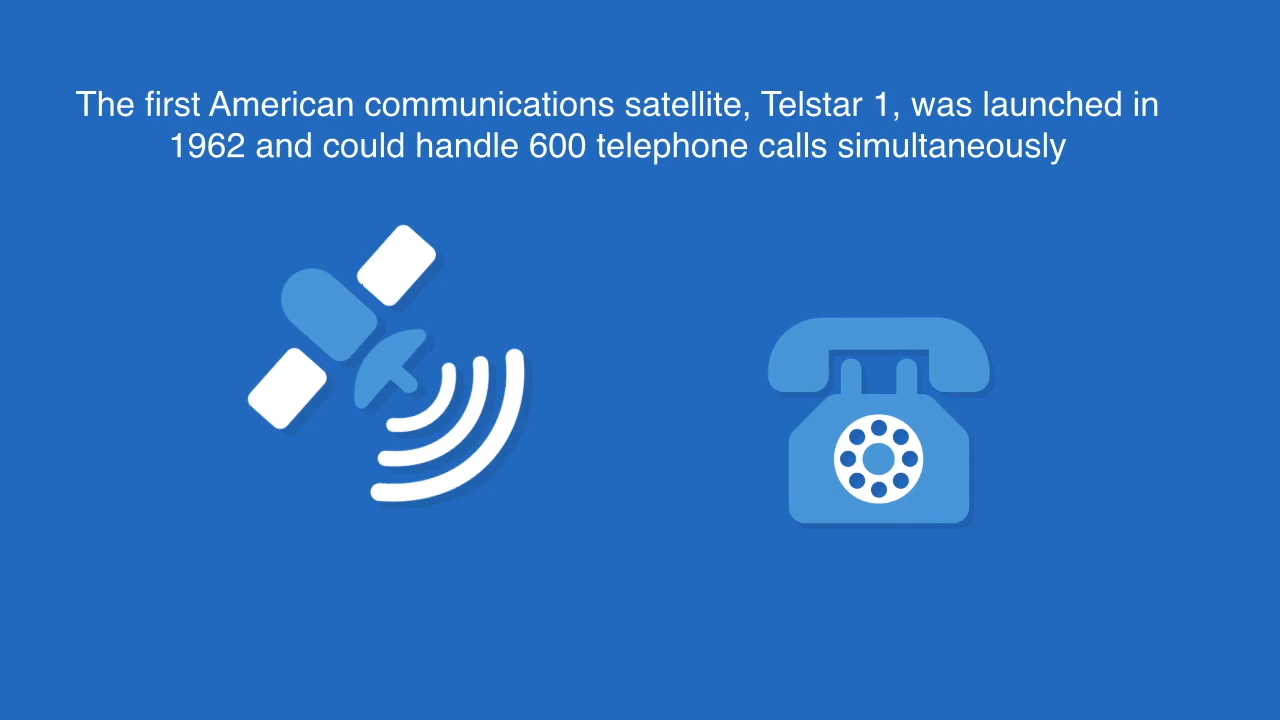 The first American communications satellite, Telstar 1, was launched in
1962 and could handle 600 telephone calls simultaneously